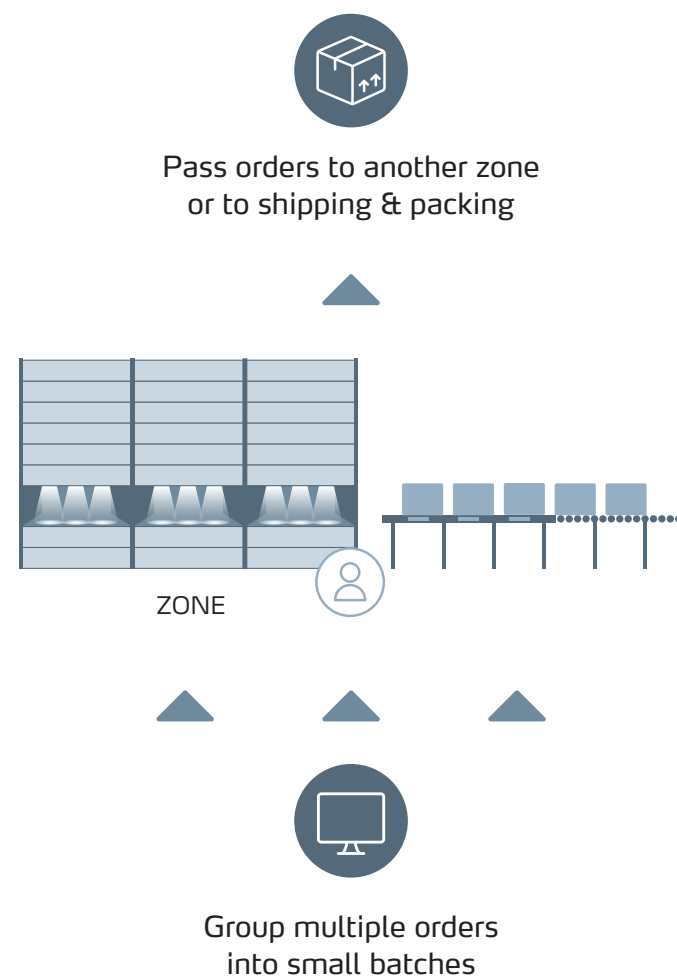 Pass orders to another zone
or to shipping & packing
ZONE
Group multiple orders
into small batches